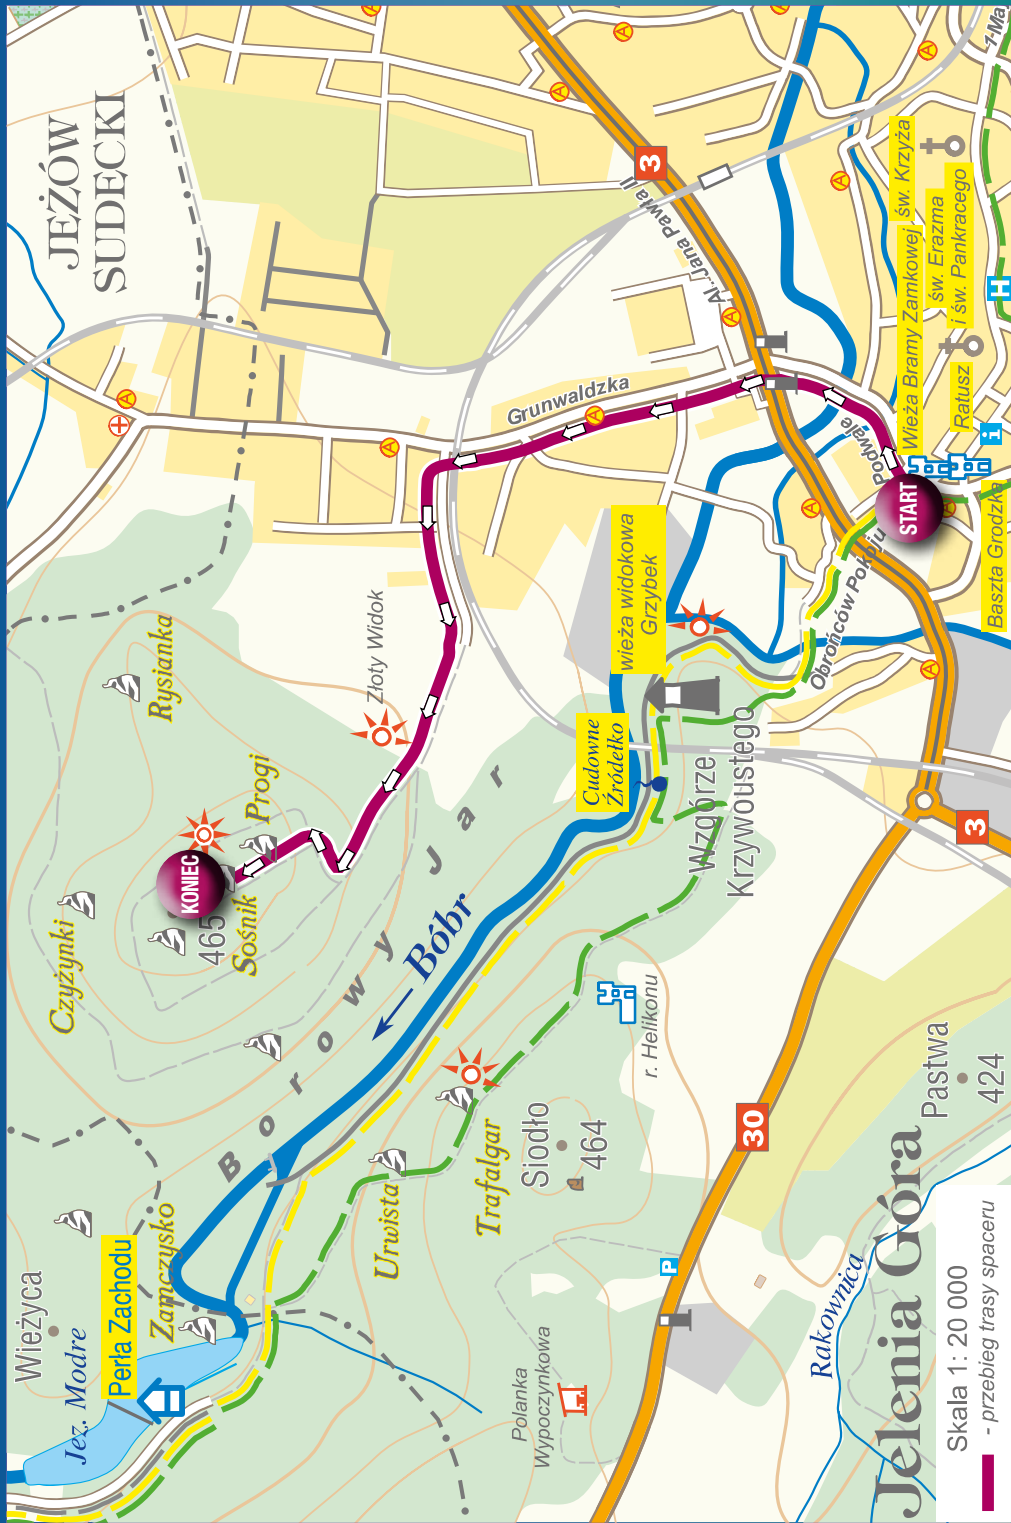 JEŻÓW
SUDECKI
1-Maja
3
Al. Jana Pawła II
Grunwaldzka
Podwale
Wieża Bramy Zamkowej
św. Krzyża
św. Erazma
i św. Pankracego
Ratusz
Baszta Grodzka
START
Obrońców Pokoju
wieża widokowa
Grzybek
Cudowne
Źródełko
Wzgórze
Krzywoustego
3
Złoty Widok
Rysianka
Progi
KONIEC
465
Sośnik
Czyżynki
Borowy Jar
Bóbr
r. Helikonu
Trafalgar
Siodło
464
Urwista
Zamczysko
Perła Zachodu
Wieżyca
Jez. Modre
30
P
H
i
Pastwa
424
Polanka
Wypoczynkowa
Rakownica
Jelenia Góra
Skala 1: 20 000
- przebieg trasy spaceru
A
A
A
A
A
A
A
A
A
A
A
A